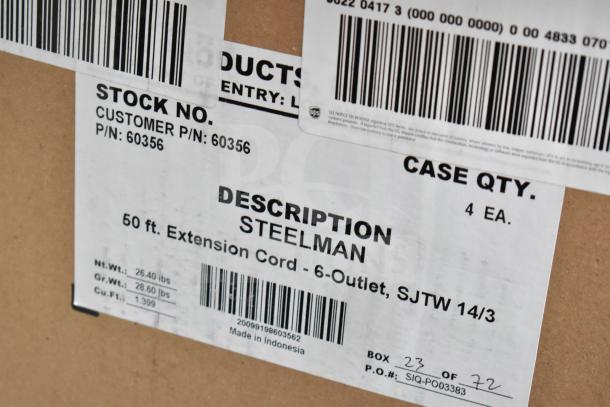 0622 0417 3 (000 000 0000) 0 00 4833 070
DUCTS
ENTRY: L
STOCK NO.
CUSTOMER P/N: 60356
P/N: 60356
CASE QTY.
4 EA.
DESCRIPTION
STEELMAN
50 ft. Extension Cord - 6-Outlet, SJTW 14/3
Nt.Wt.: 26.40 lbs
Gr.Wt.: 28.60 lbs
Cu.Ft.: 1.399
20099198603562
Made in Indonesia
BOX 23 OF 72
P.O.#: SIQ-PO03383